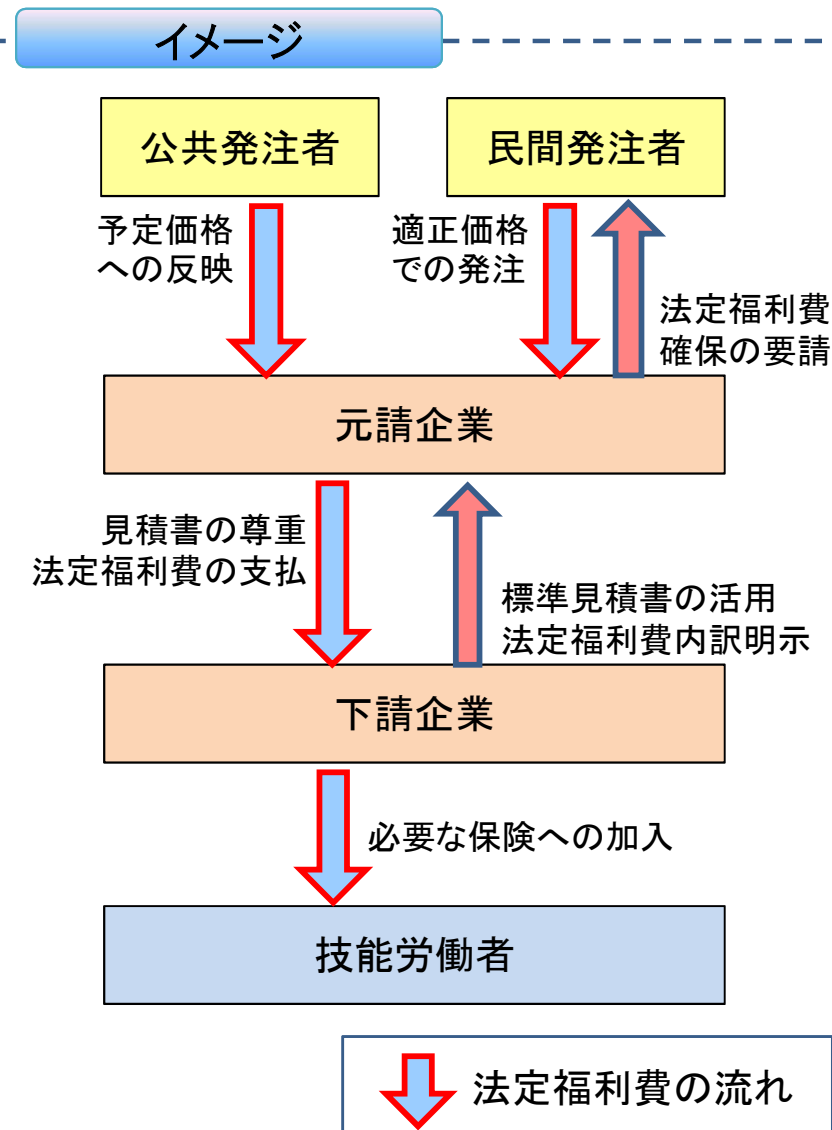 イメージ
公共発注者
民間発注者
予定価格
への反映
適正価格
での発注
法定福利費
確保の要請
元請企業
見積書の尊重
法定福利費の支払
標準見積書の活用
法定福利費内訳明示
下請企業
必要な保険への加入
技能労働者
法定福利費の流れ